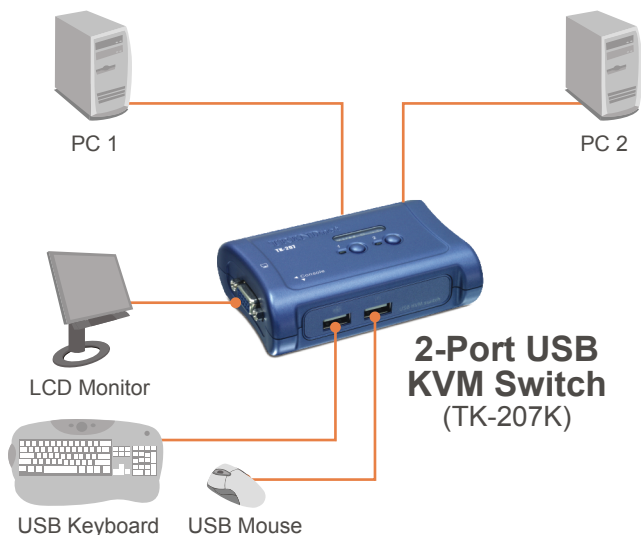 PC 1
PC 2
TK-207
Console
LCD Monitor
2-Port USB
KVM Switch
(TK-207K)
USB Keyboard
USB Mouse